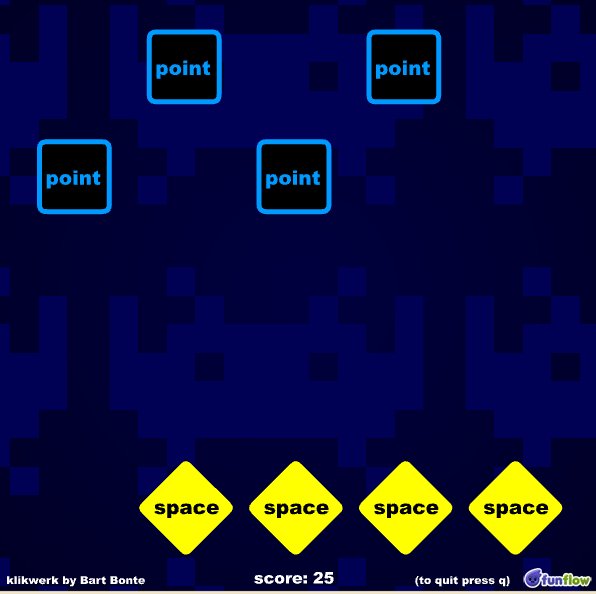 point point
point point
space space space space
klikwerk by Bart Bonte score: 25 (to quit press q) funflow